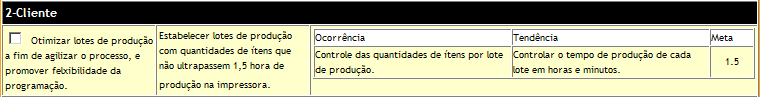 2-Cliente
Otimizar lotes de produção
a fim de agilizar o processo, e
promover felxibilidade da
programação.
Estabelecer lotes de produção
com quantidades de ítens que
não ultrapassem 1,5 hora de
produção na impressora.
Ocorrência
Tendência
Meta
Controle das quantidades de ítens por lote
de produção.
Controlar o tempo de produção de cada
lote em horas e minutos.
1.5